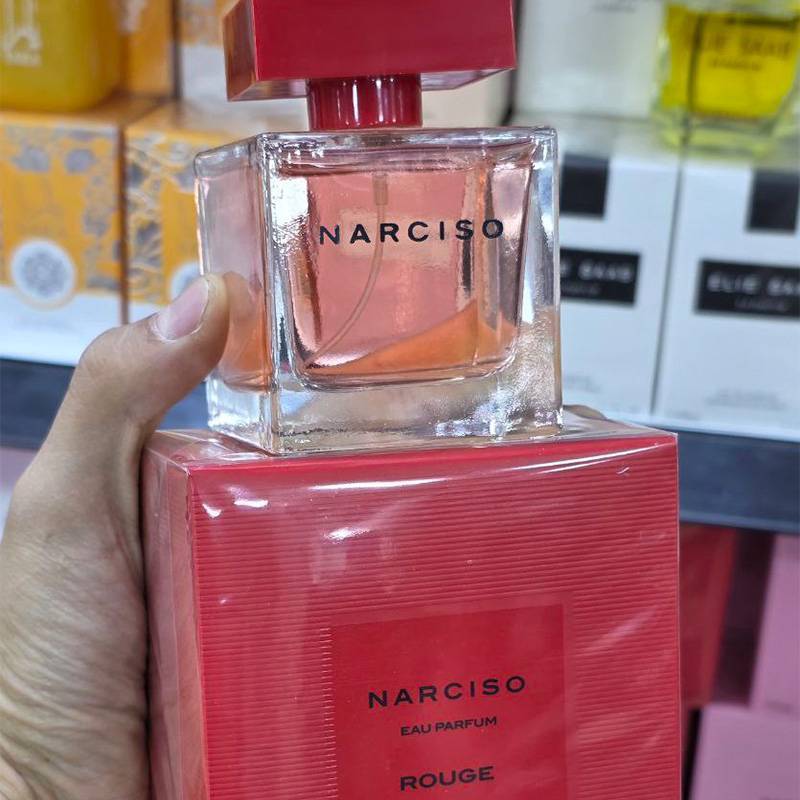 NARCISO
NARCISO
EAU PARFUM
ROUGE
ELIE SAAB